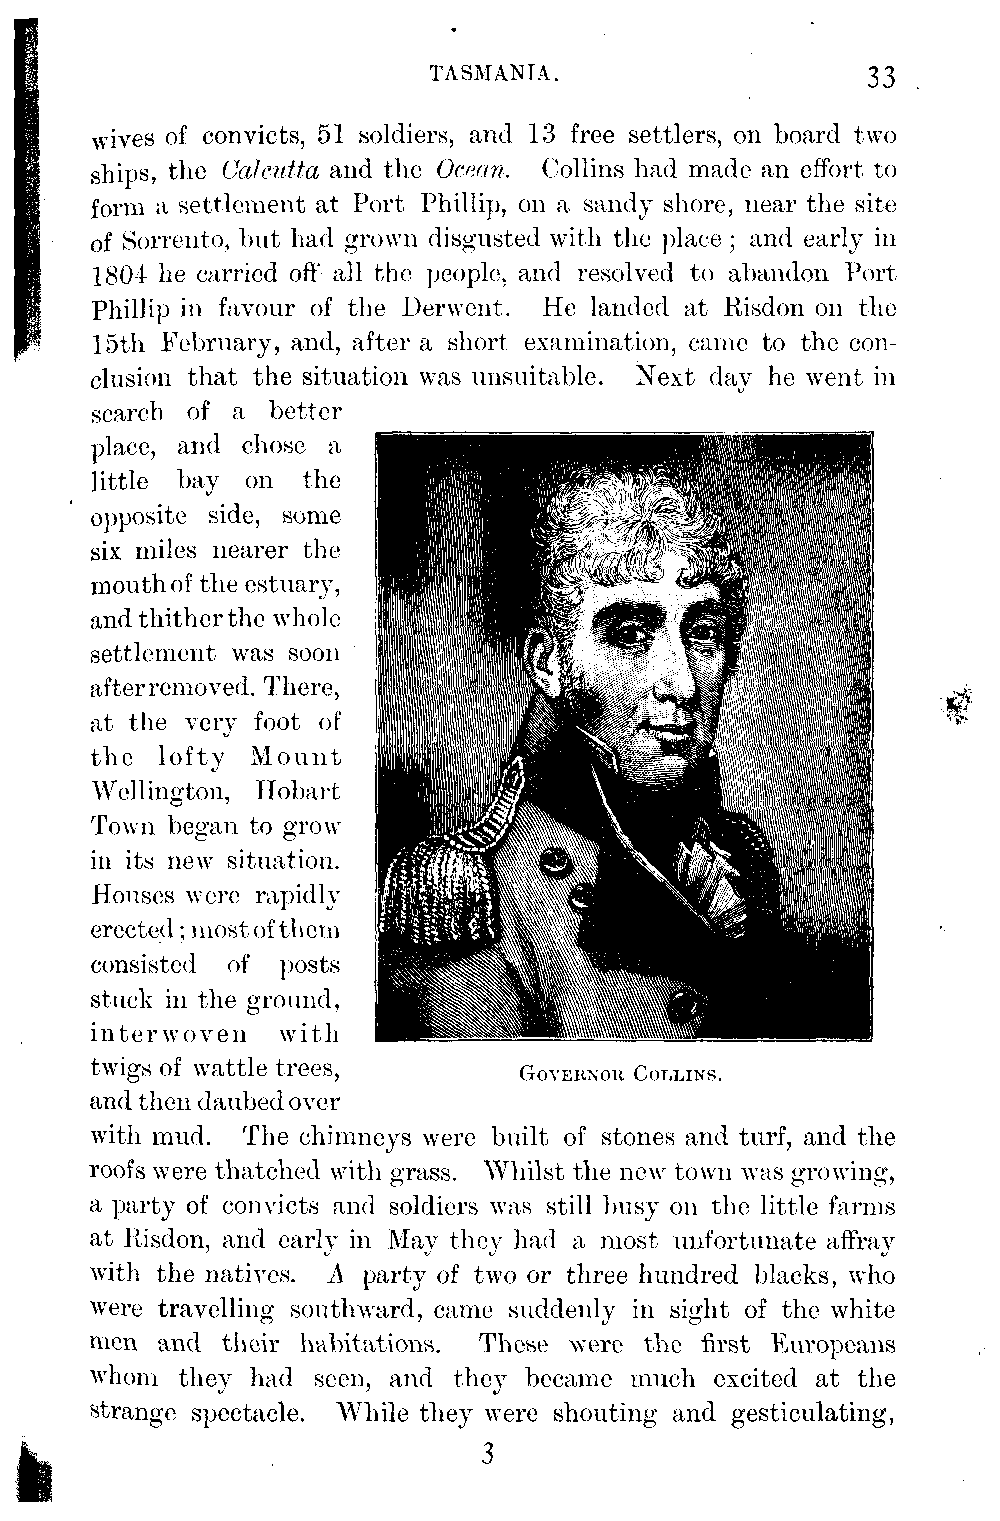 TASMANIA. 33
wives of convicts, 51 soldiers, and 13 free settlers, on board two
ships, the Calcutta and the Ocean. Collins had made an effort to
form a settlement at Port Phillip, on a sandy shore, near the site
of Sorrento, but had grown disgusted with the place; and early in
1804 he carried off all the people, and resolved to abandon Port
Phillip in favour of the Derwent. He landed at Risdon on the
15th February, and, after a short examination, came to the con-
clusion that the situation was unsuitable. Next day he went in
search of a better
place, and chose a
little bay on the
opposite side, some
six miles nearer the
mouth of the estuary,
and thither the whole
settlement was soon
after removed. There,
at the very foot of
the lofty Mount
Wellington, Hobart
Town began to grow
in its new situation.
Houses were rapidly
erected; most of them
consisted of posts
stuck in the ground,
interwoven with
twigs of wattle trees,
and then daubed over
GOVERNOR COLLINS.
with mud. The chimneys were built of stones and turf, and the
roofs were thatched with grass. Whilst the new town was growing,
a party of convicts and soldiers was still busy on the little farms
at Risdon, and early in May they had a most unfortunate affray
with the natives. A party of two or three hundred blacks, who
were travelling southward, came suddenly in sight of the white
men and their habitations. These were the first Europeans
whom they had seen, and they became much excited at the
strange spectacle. While they were shouting and gesticulating,
3